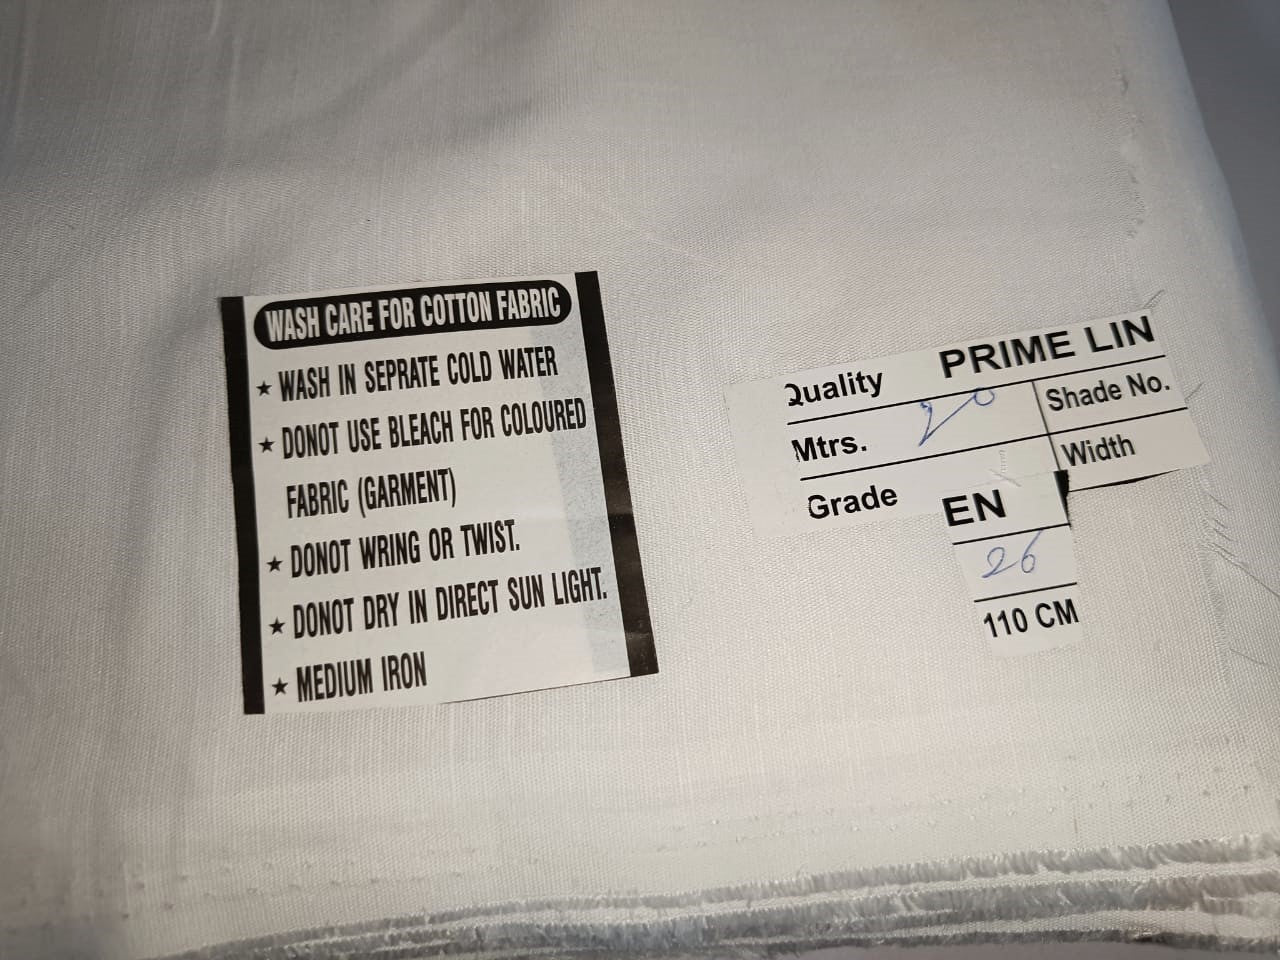 WASH CARE FOR COTTON FABRIC
★ WASH IN SEPRATE COLD WATER
★ DONOT USE BLEACH FOR COLOURED
FABRIC (GARMENT)
★ DONOT WRING OR TWIST.
★ DONOT DRY IN DIRECT SUN LIGHT.
★ MEDIUM IRON
Quality PRIME LIN
Mtrs. 20 Shade No.
Grade Width
EN
26
110 CM